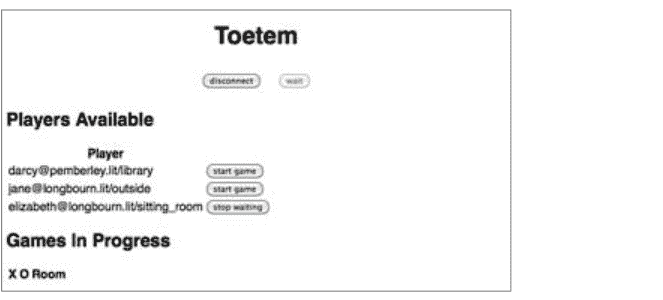 Toetem
disconnect wait
Players Available
Player
darcy@pemberley.lit/library start game
jane@longbourn.lit/outside start game
elizabeth@longbourn.lit/sitting_room stop waiting
Games In Progress
X O Room